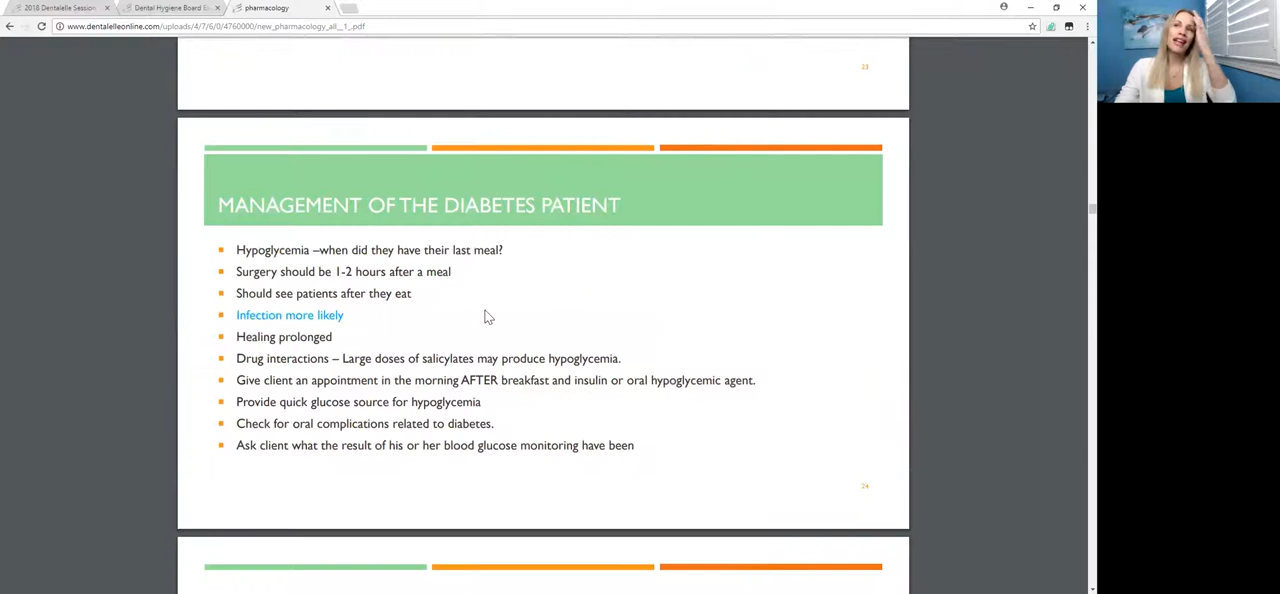 2018 Dentalelle Session
Dental Hygiene Board Ex
pharmacology
www.dentalelleonline.com/uploads/4/7/6/0/4760000/new_pharmacology_all__1_.pdf
23
MANAGEMENT OF THE DIABETES PATIENT
Hypoglycemia –when did they have their last meal?
Surgery should be 1-2 hours after a meal
Should see patients after they eat
Infection more likely
Healing prolonged
Drug interactions – Large doses of salicylates may produce hypoglycemia.
Give client an appointment in the morning AFTER breakfast and insulin or oral hypoglycemic agent.
Provide quick glucose source for hypoglycemia
Check for oral complications related to diabetes.
Ask client what the result of his or her blood glucose monitoring have been
24